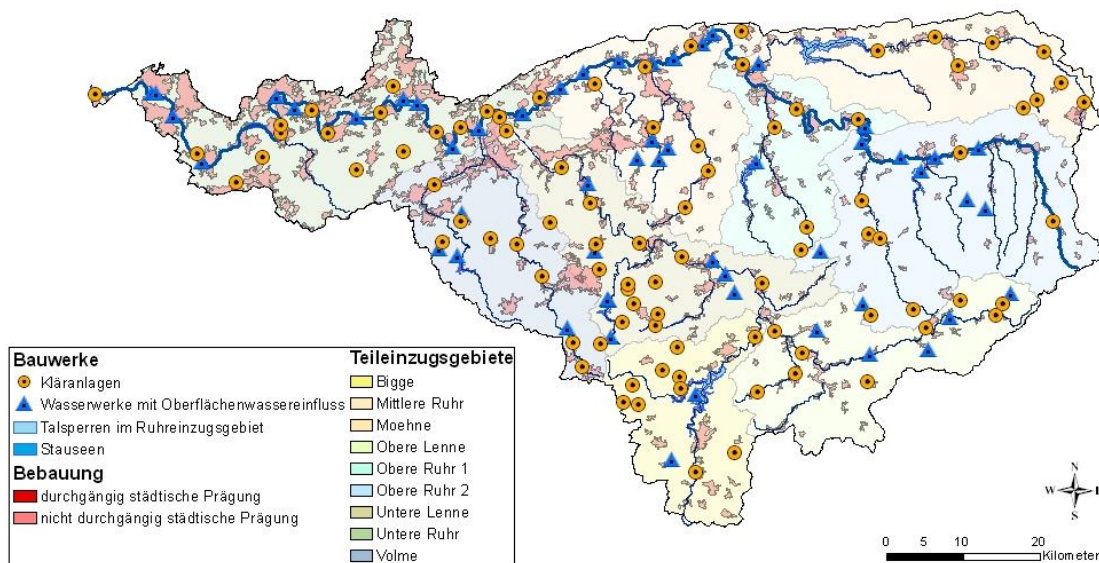 Bauwerke
Kläranlagen
Wasserwerke mit Oberflächenwassereinfluss
Talsperren im Ruhreinzugsgebiet
Stauseen
Bebauung
durchgängig städtische Prägung
nicht durchgängig städtische Prägung
Teileinzugsgebiete
Bigge
Mittlere Ruhr
Moehne
Obere Lenne
Obere Ruhr 1
Obere Ruhr 2
Untere Lenne
Untere Ruhr
Volme
N
W
S
0 5 10 20
Kilometer